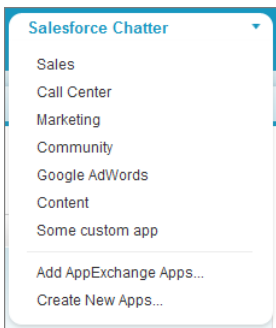 Salesforce Chatter
Sales
Call Center
Marketing
Community
Google AdWords
Content
Some custom app
Add AppExchange Apps...
Create New Apps...